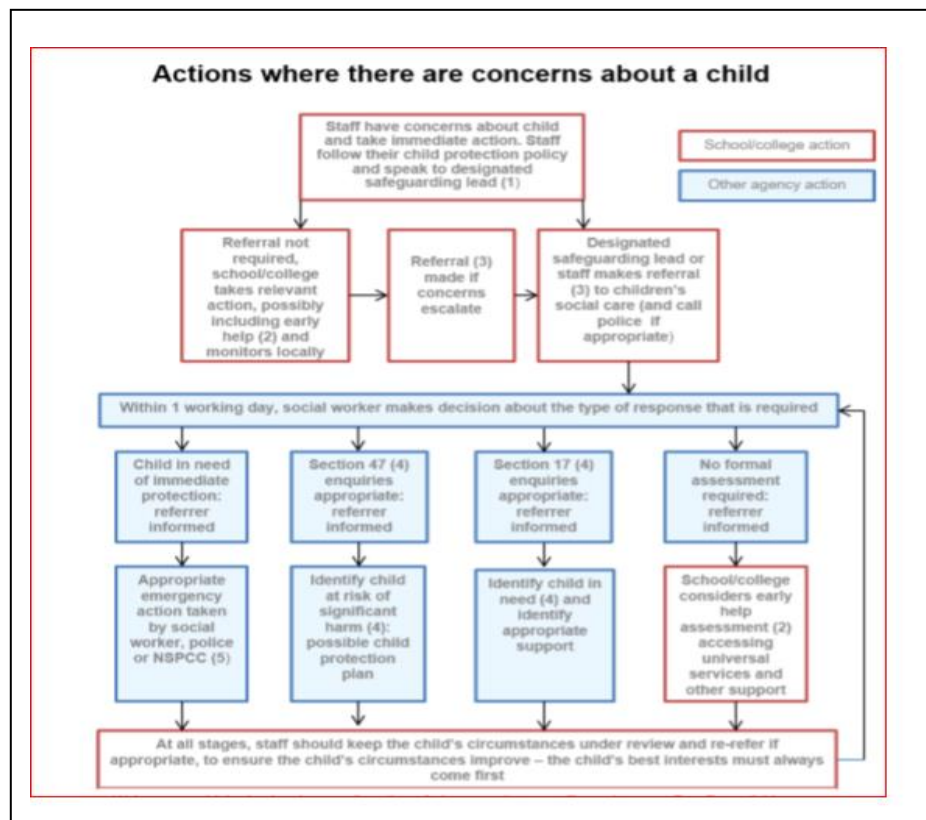 Actions where there are concerns about a child
Staff have concerns about child
and take immediate action. Staff
follow their child protection policy
and speak to designated
safeguarding lead (1)
School/college action
Other agency action
Referral not
required,
school/college
takes relevant
action, possibly
including early
help (2) and
monitors locally
Referral (3)
made if
concerns
escalate
Designated
safeguarding lead or
staff makes referral
(3) to children's
social care (and call
police if
appropriate)
Within 1 working day, social worker makes decision about the type of response that is required
Child in need
of immediate
protection:
referrer
informed
Section 47 (4)
enquiries
appropriate:
referrer
informed
Section 17 (4)
enquiries
appropriate:
referrer
informed
No formal
assessment
required:
referrer
informed
Appropriate
emergency
action taken
by social
worker, police
or NSPCC (5)
Identify child
at risk of
significant
harm (4):
possible child
protection
plan
Identify child in
need (4) and
identify
appropriate
support
School/college
considers early
help
assessment (2)
accessing
universal
services and
other support
At all stages, staff should keep the child's circumstances under review and re-refer if
appropriate, to ensure the child's circumstances improve – the child's best interests must always
come first